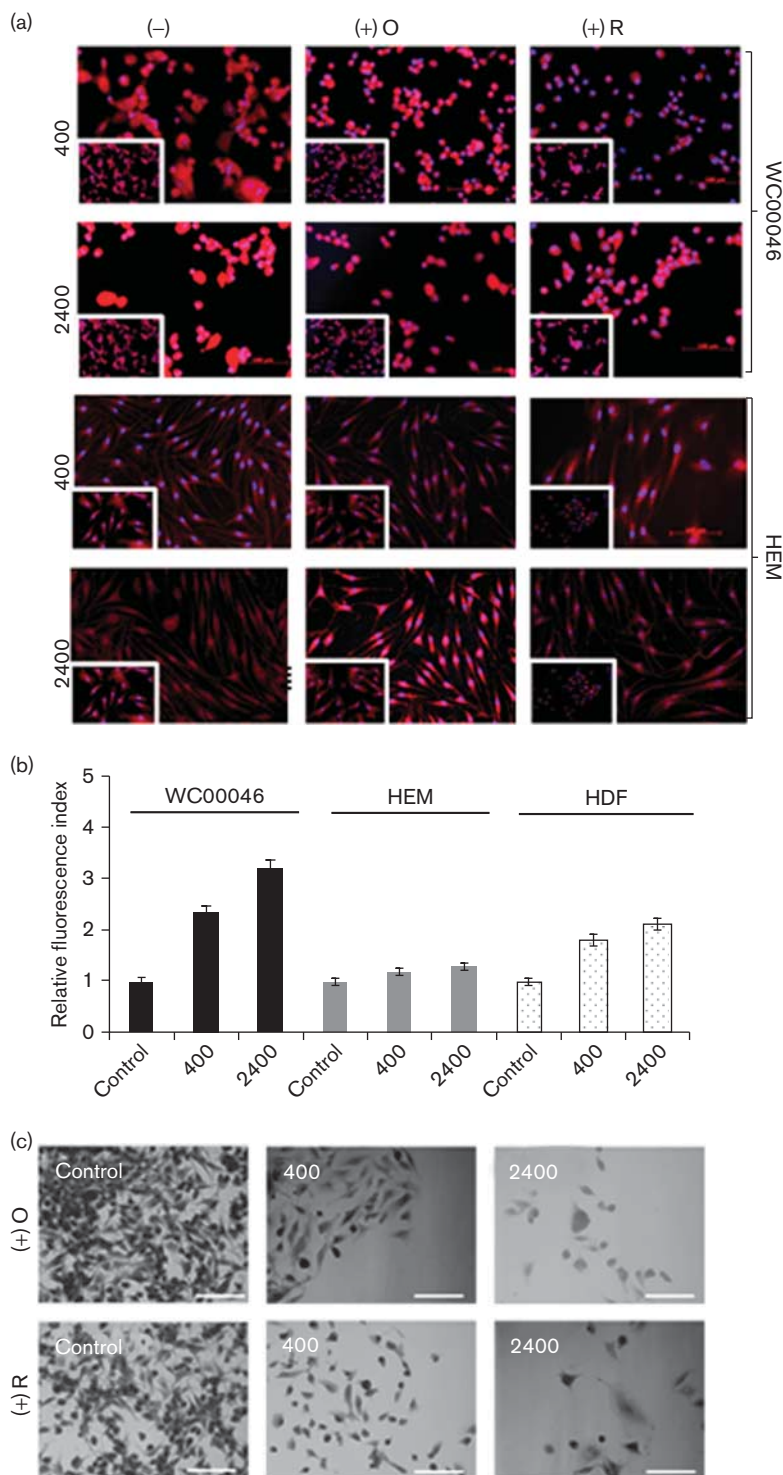 (a)
(–)
(+) O
(+) R
400
2400
WC00046
400
2400
HEM
(b)
Relative fluorescence index
5
4
3
2
1
0
WC00046
HEM
HDF
Control
400
2400
Control
400
2400
Control
400
2400
(c)
(+) O
Control
400
2400
(+) R
Control
400
2400